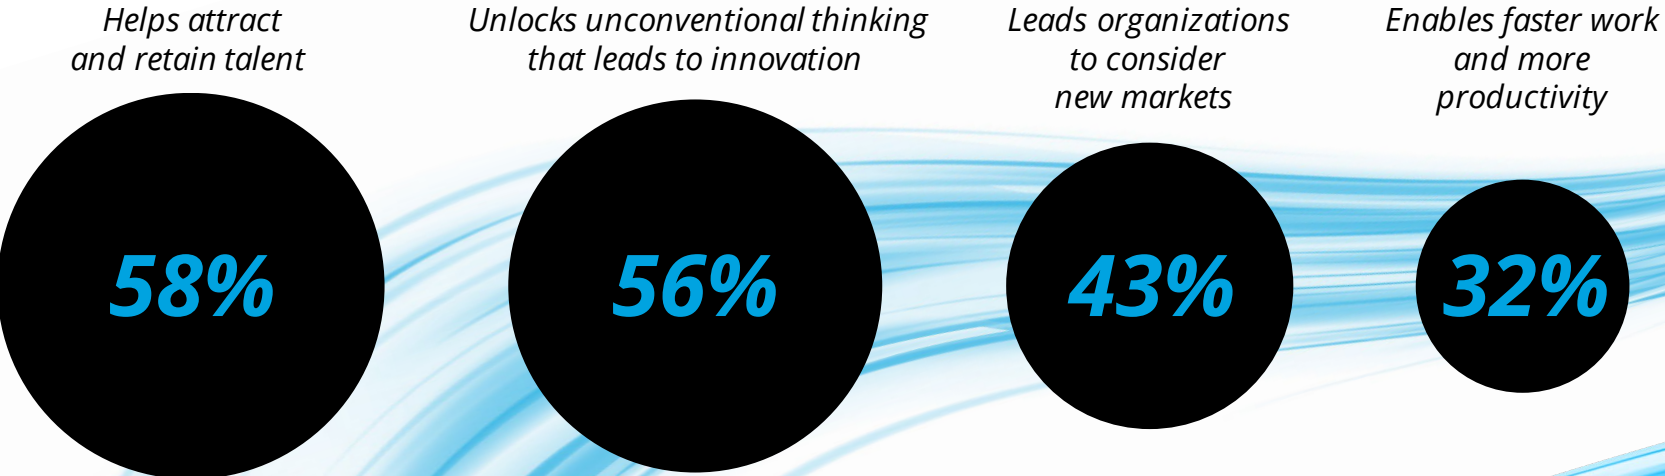 Helps attract
and retain talent
58%
Unlocks unconventional thinking
that leads to innovation
56%
Leads organizations
to consider
new markets
43%
Enables faster work
and more
productivity
32%